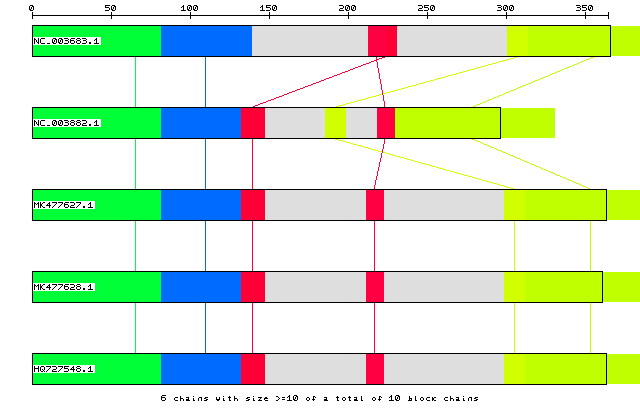 0 50 100 150 200 250 300 350
NC_003683.1
NC_003882.1
MK477627.1
MK477628.1
HQ727548.1
6 chains with size >=10 of a total of 10 block chains